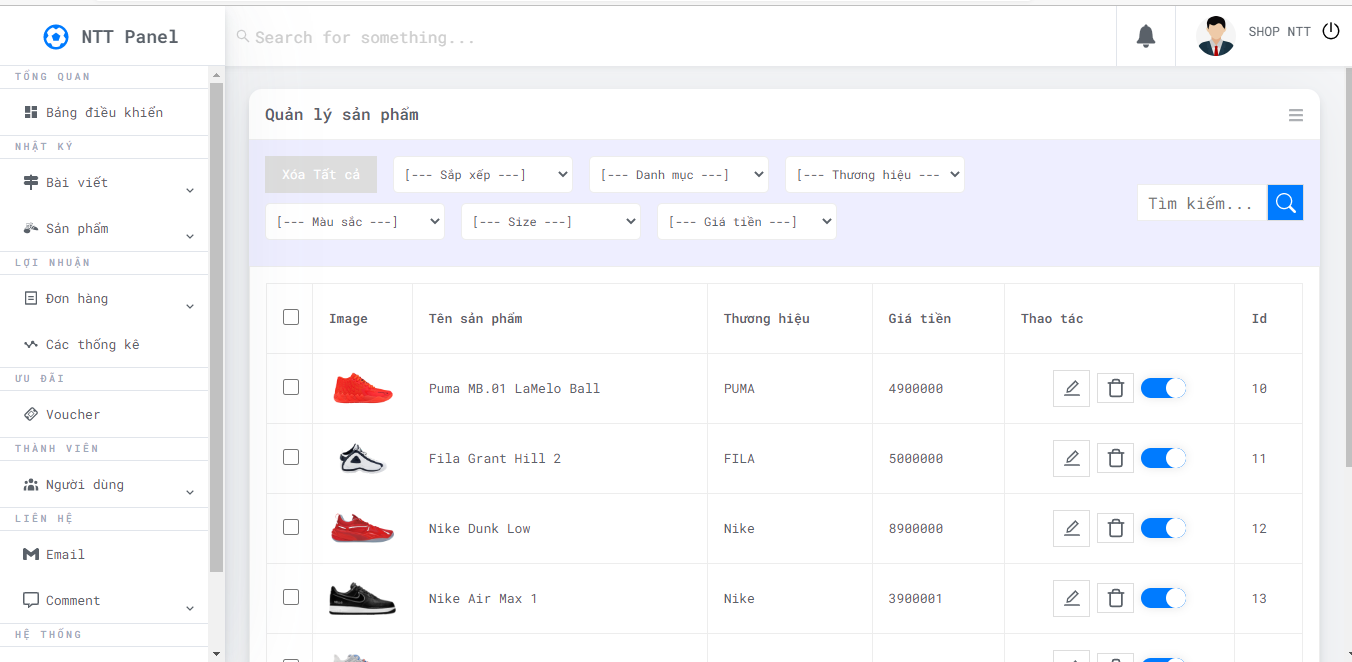 NTT Panel
Search for something...
SHOP NTT
TỔNG QUAN
Bảng điều khiển
NHẬT KÝ
Bài viết
Sản phẩm
LỢI NHUẬN
Đơn hàng
Các thống kê
ƯU ĐÃI
Voucher
THÀNH VIÊN
Người dùng
LIÊN HỆ
Email
Comment
HỆ THỐNG
Quản lý sản phẩm
Xóa Tất cả
[--- Sắp xếp ---]
[--- Danh mục ---]
[--- Thương hiệu ---
[--- Màu sắc ---]
[--- Size ---]
[--- Giá tiền ---]
Tìm kiếm...
Image Tên sản phẩm Thương hiệu Giá tiền Thao tác Id
Puma MB.01 LaMelo Ball PUMA 4900000 10
Fila Grant Hill 2 FILA 5000000 11
Nike Dunk Low Nike 8900000 12
Nike Air Max 1 Nike 3900001 13